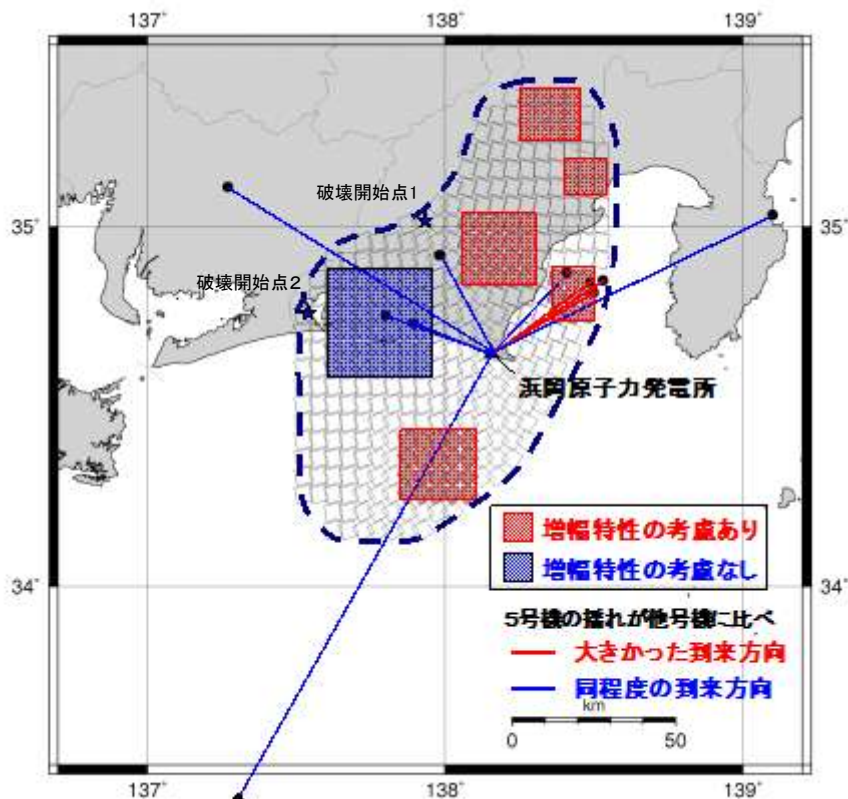 137° 138° 139°
破壊開始点1
35° 35°
破壊開始点2
浜岡原子力発電所
増幅特性の考慮あり
増幅特性の考慮なし
34° 34°
5号機の揺れが他号機に比べ
大きかった到来方向
同程度の到来方向
km
0 50
137° 138° 139°